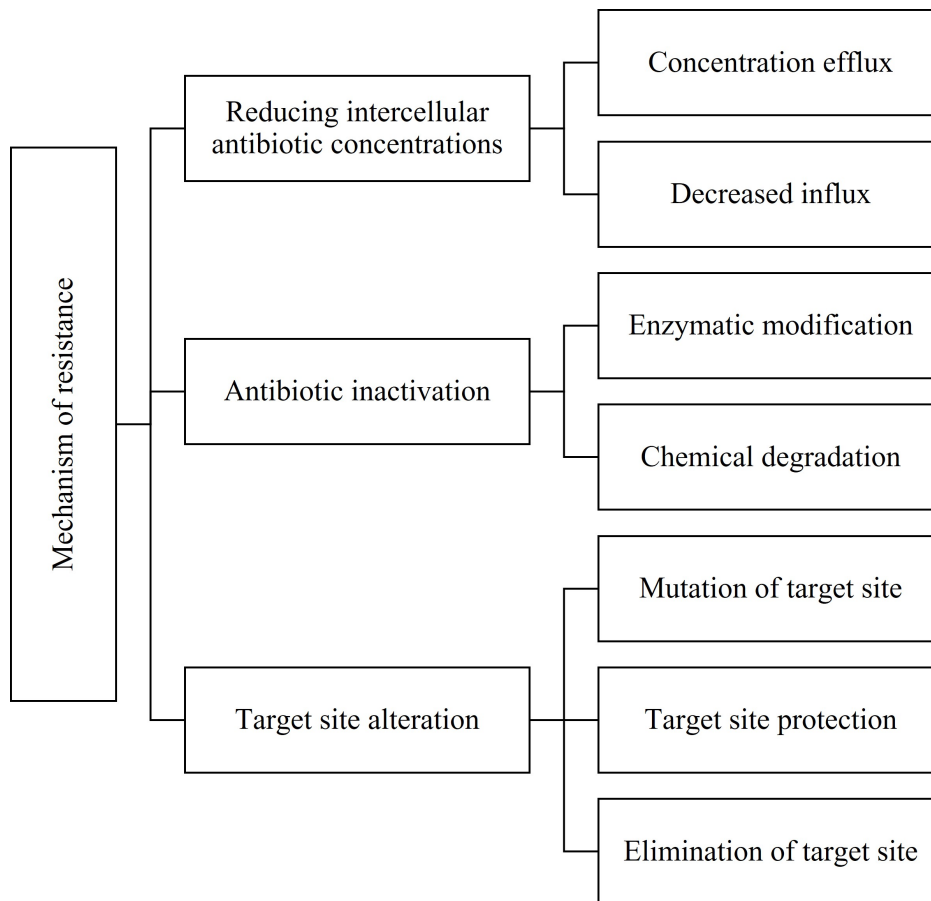 Mechanism of resistance
Reducing intercellular
antibiotic concentrations
Concentration efflux
Decreased influx
Antibiotic inactivation
Enzymatic modification
Chemical degradation
Target site alteration
Mutation of target site
Target site protection
Elimination of target site